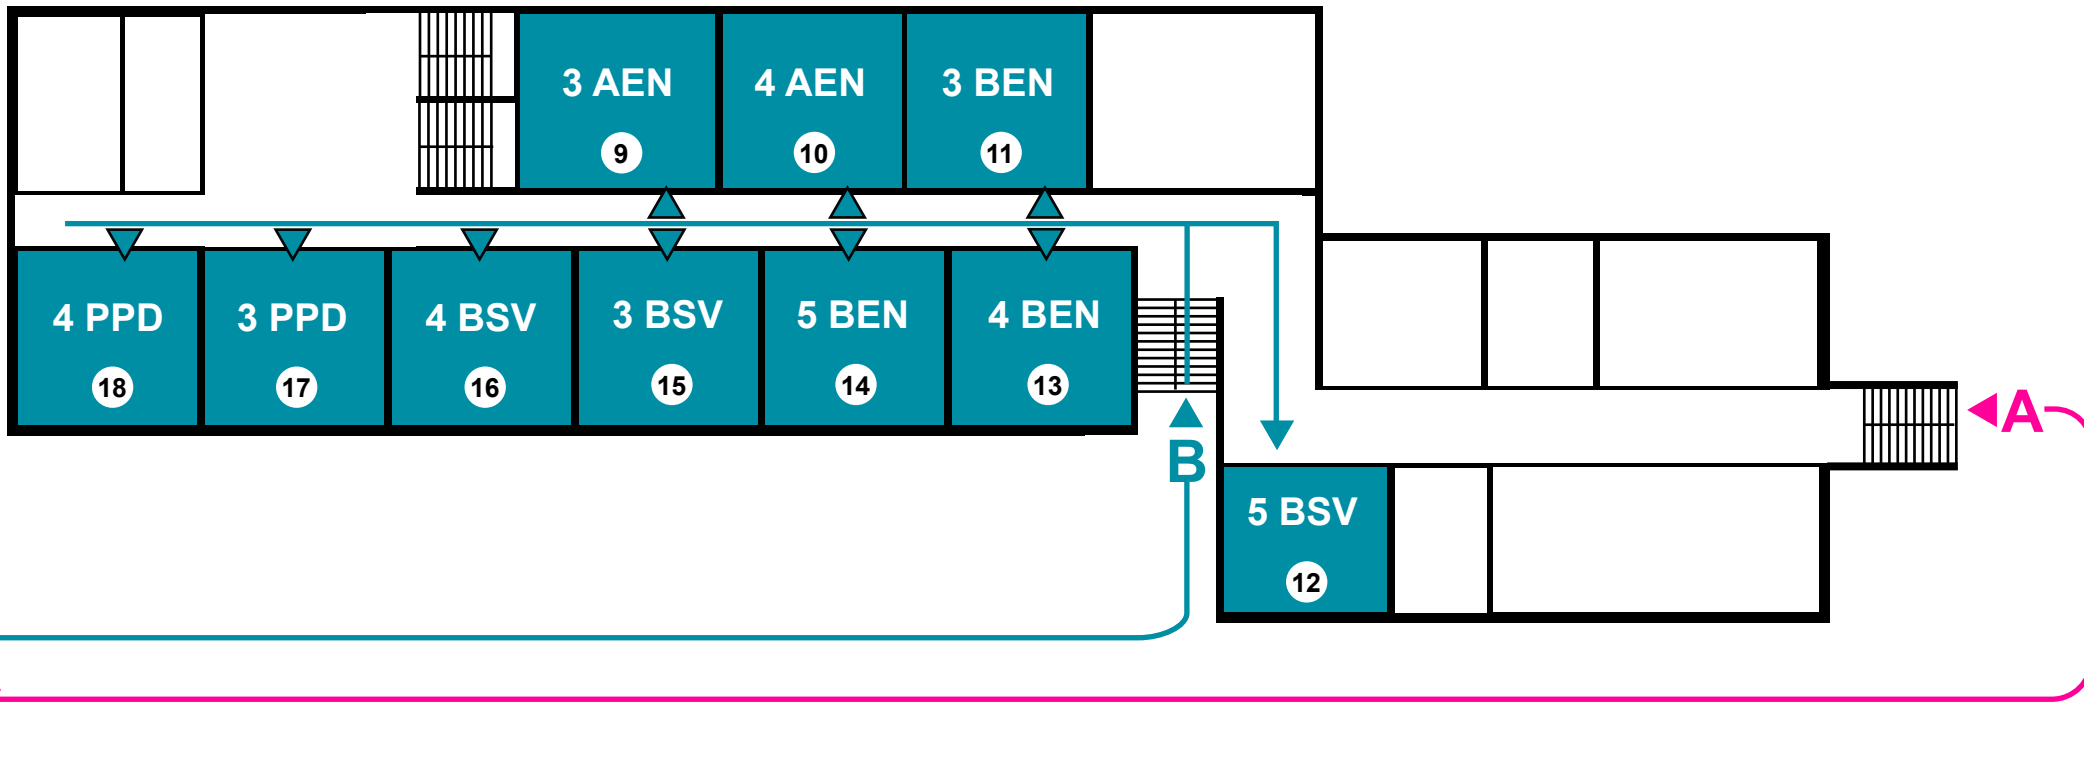 3 AEN
9
4 AEN
10
3 BEN
11
4 PPD
18
3 PPD
17
4 BSV
16
3 BSV
15
5 BEN
14
4 BEN
13
A
B
5 BSV
12